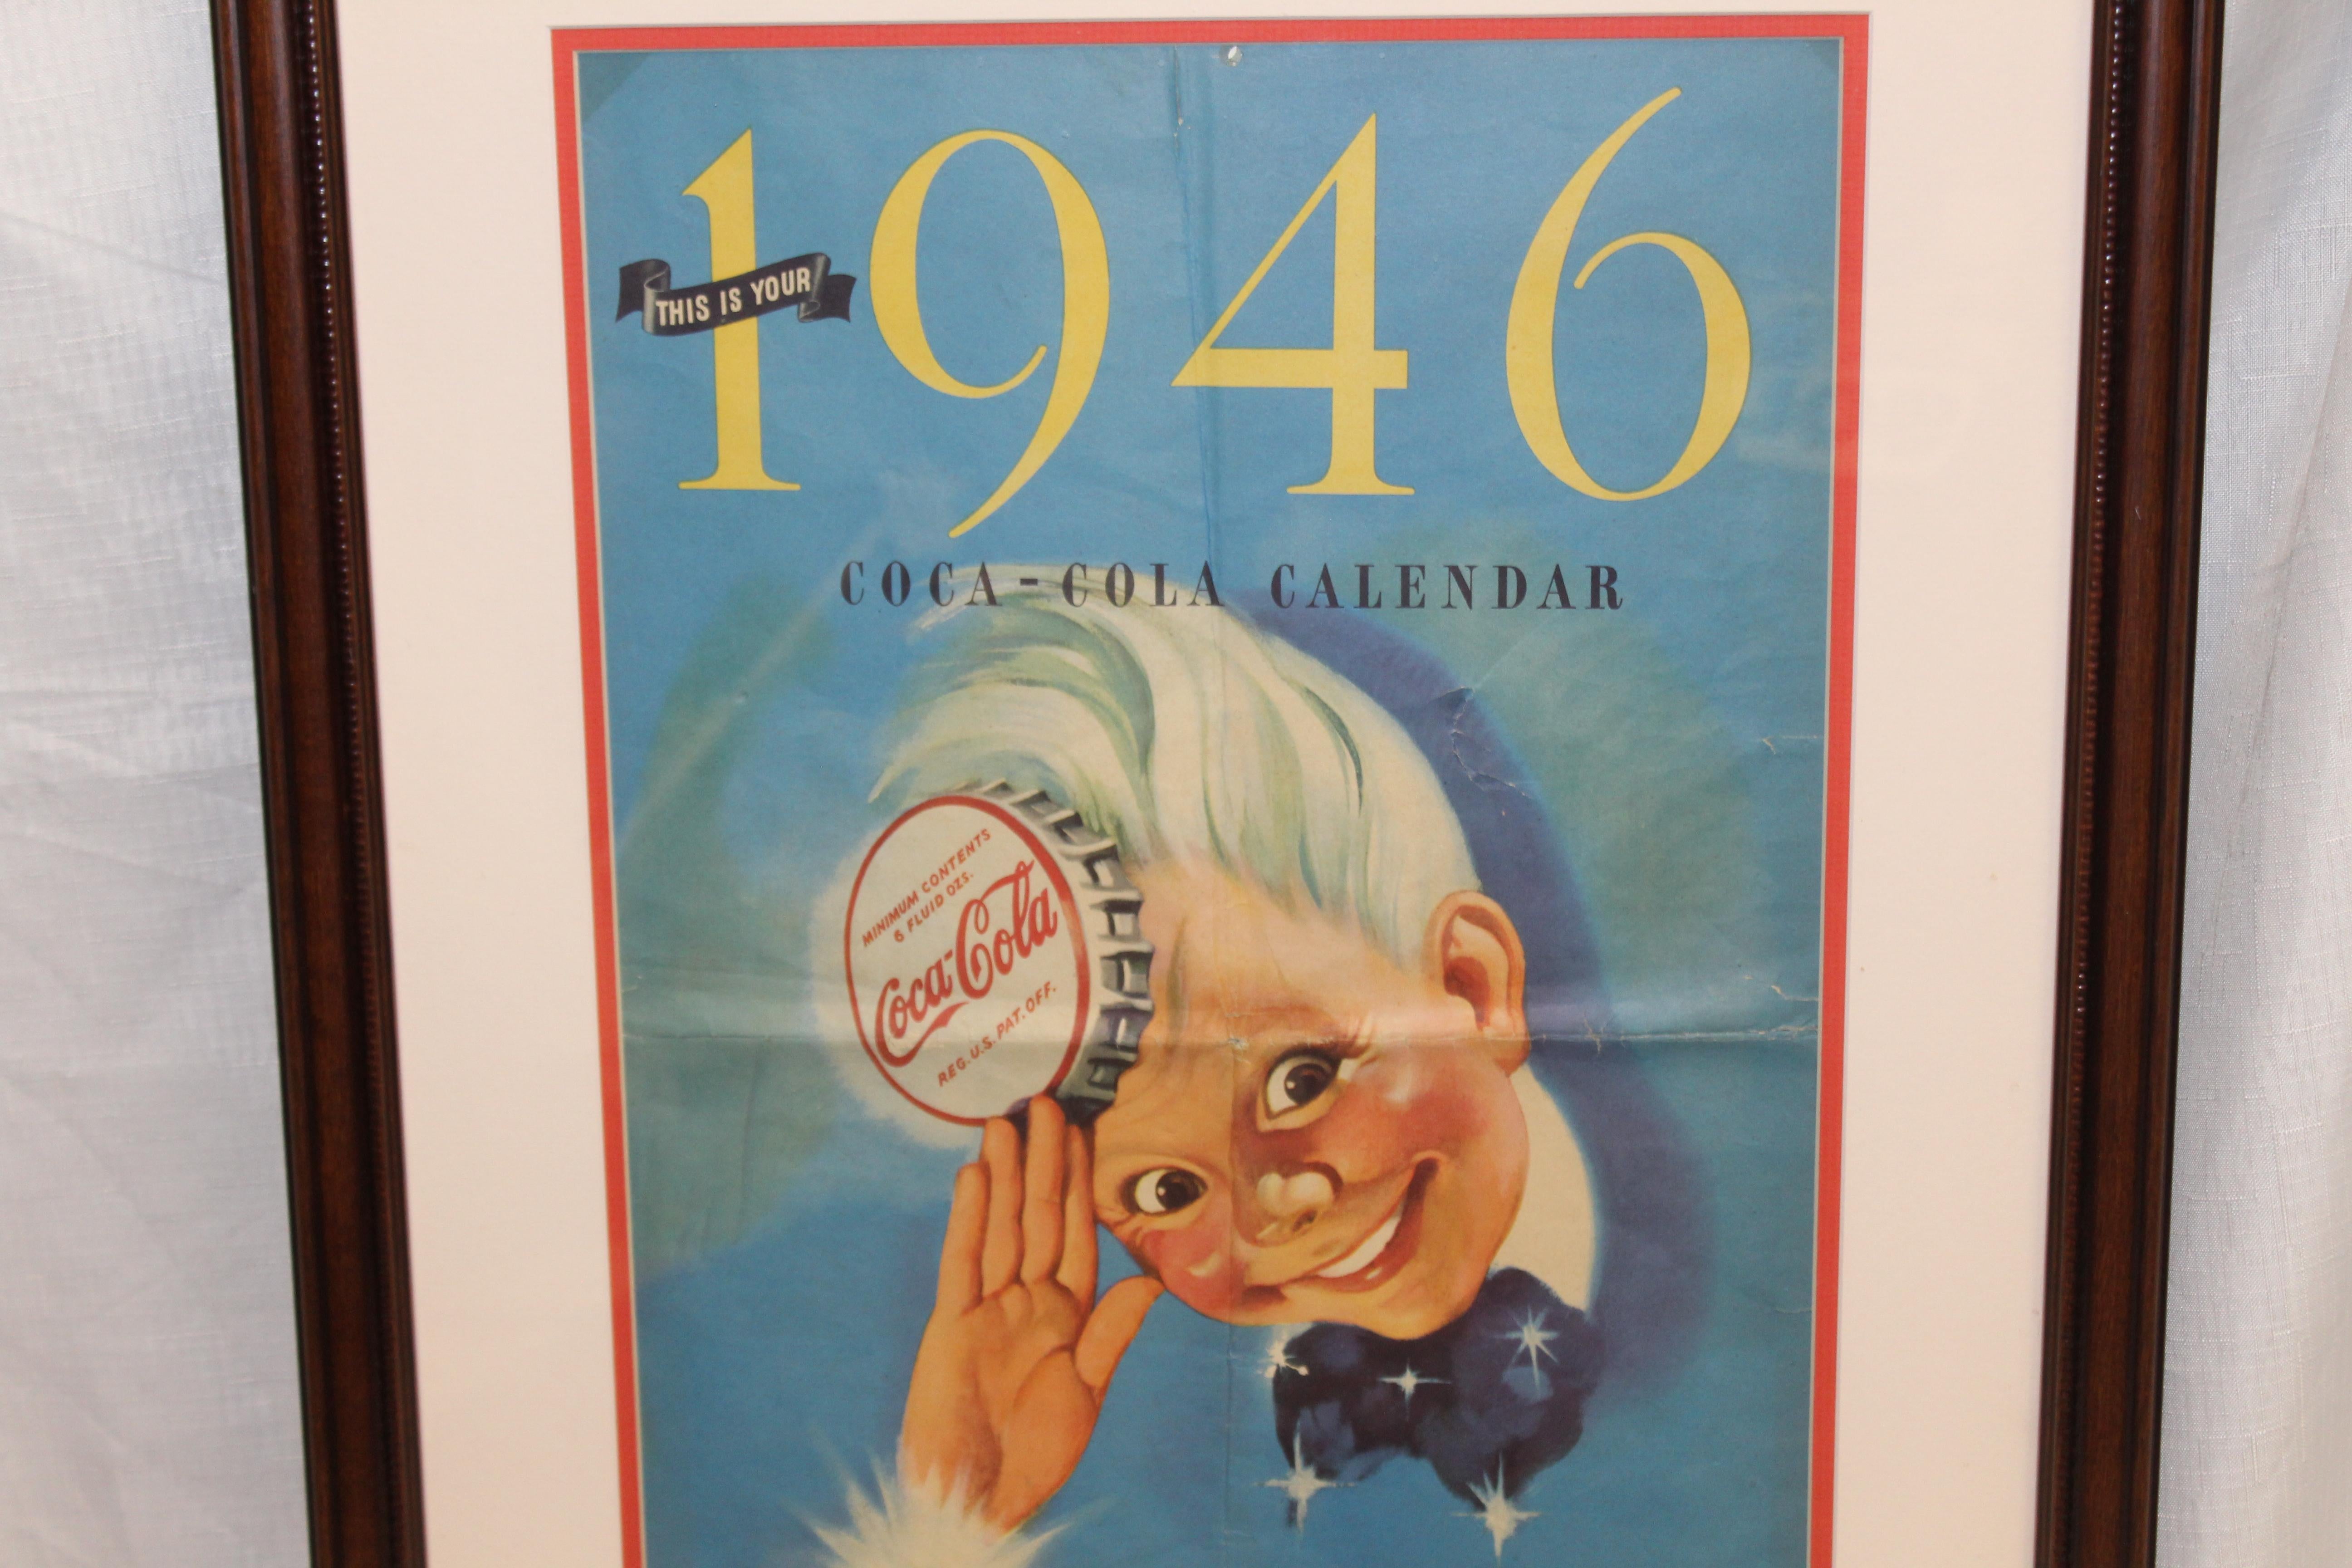 1946
THIS IS YOUR
COCA-COLA CALENDAR
MINIMUM CONTENTS
6 FLUID OZS.
Coca-Cola
REG. U.S. PAT. OFF.